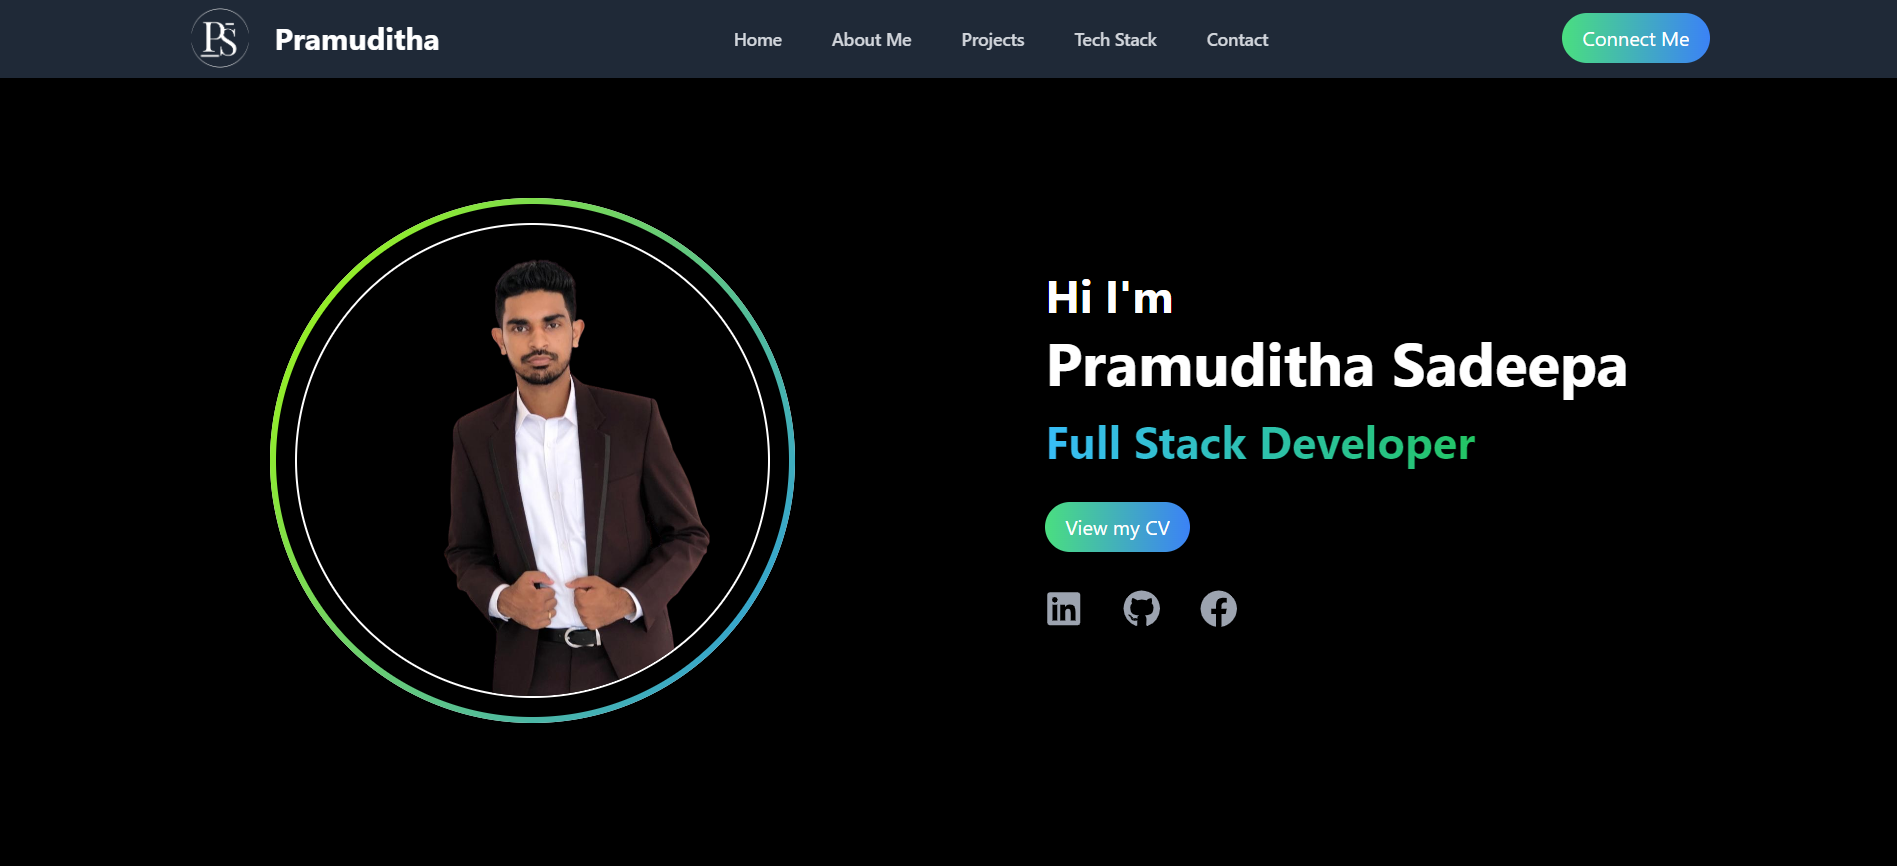 PS
Pramuditha
Home
About Me
Projects
Tech Stack
Contact
Connect Me
Hi I'm
Pramuditha Sadeepa
Full Stack Developer
View my CV
in